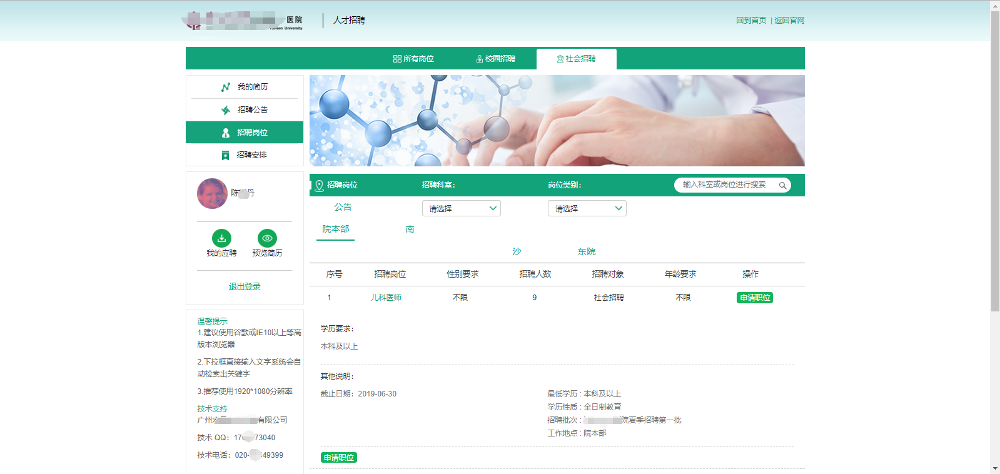 医院
sen University
人才招聘
回到首页 | 返回官网
所有岗位
校园招聘
社会招聘
我的简历
招聘公告
招聘岗位
招聘安排
陈 丹
我的应聘
预览简历
退出登录
温馨提示
1.建议使用谷歌或IE10以上等高
版本浏览器
2.下拉框直接输入文字系统会自
动检索出关键字
3.推荐使用1920*1080分辨率
技术支持
广州 有限公司
技术 QQ：17 73040
技术电话：020- 49399
招聘岗位
招聘科室：
岗位类别：
输入科室或岗位进行搜索
公告
请选择
请选择
院本部
南
沙
东院
序号 招聘岗位 性别要求 招聘人数 招聘对象 年龄要求 操作
1 儿科医师 不限 9 社会招聘 不限 申请职位
学历要求：
本科及以上
其他说明：
截止日期：2019-06-30
最低学历 : 本科及以上
学历性质 : 全日制教育
招聘批次 : 院夏季招聘第一批
工作地点 : 院本部
申请职位